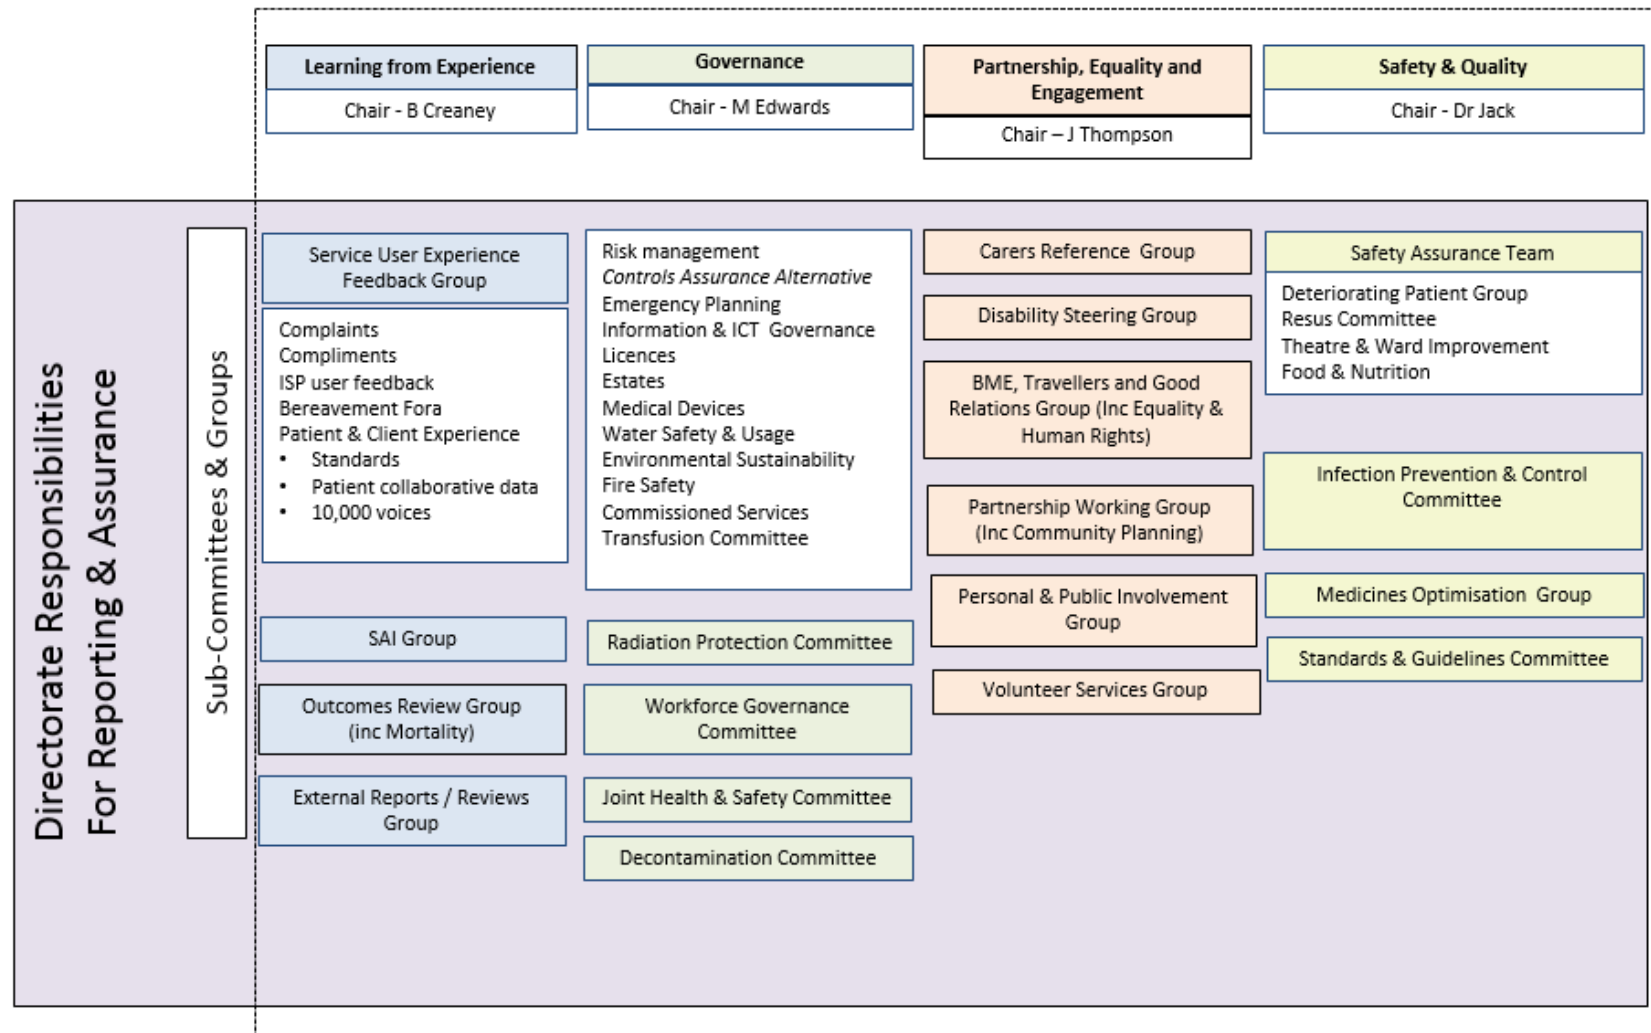 Learning from Experience
Chair - B Creaney
Governance
Chair - M Edwards
Partnership, Equality and
Engagement
Chair – J Thompson
Safety & Quality
Chair - Dr Jack
Directorate Responsibilities
For Reporting & Assurance
Sub-Committees & Groups
Service User Experience
Feedback Group
Complaints
Compliments
ISP user feedback
Bereavement Fora
Patient & Client Experience
• Standards
• Patient collaborative data
• 10,000 voices
SAI Group
Outcomes Review Group
(inc Mortality)
External Reports / Reviews
Group
Risk management
Controls Assurance Alternative
Emergency Planning
Information & ICT Governance
Licences
Estates
Medical Devices
Water Safety & Usage
Environmental Sustainability
Fire Safety
Commissioned Services
Transfusion Committee
Radiation Protection Committee
Workforce Governance
Committee
Joint Health & Safety Committee
Decontamination Committee
Carers Reference Group
Disability Steering Group
BME, Travellers and Good
Relations Group (Inc Equality &
Human Rights)
Partnership Working Group
(Inc Community Planning)
Personal & Public Involvement
Group
Volunteer Services Group
Safety Assurance Team
Deteriorating Patient Group
Resus Committee
Theatre & Ward Improvement
Food & Nutrition
Infection Prevention & Control
Committee
Medicines Optimisation Group
Standards & Guidelines Committee